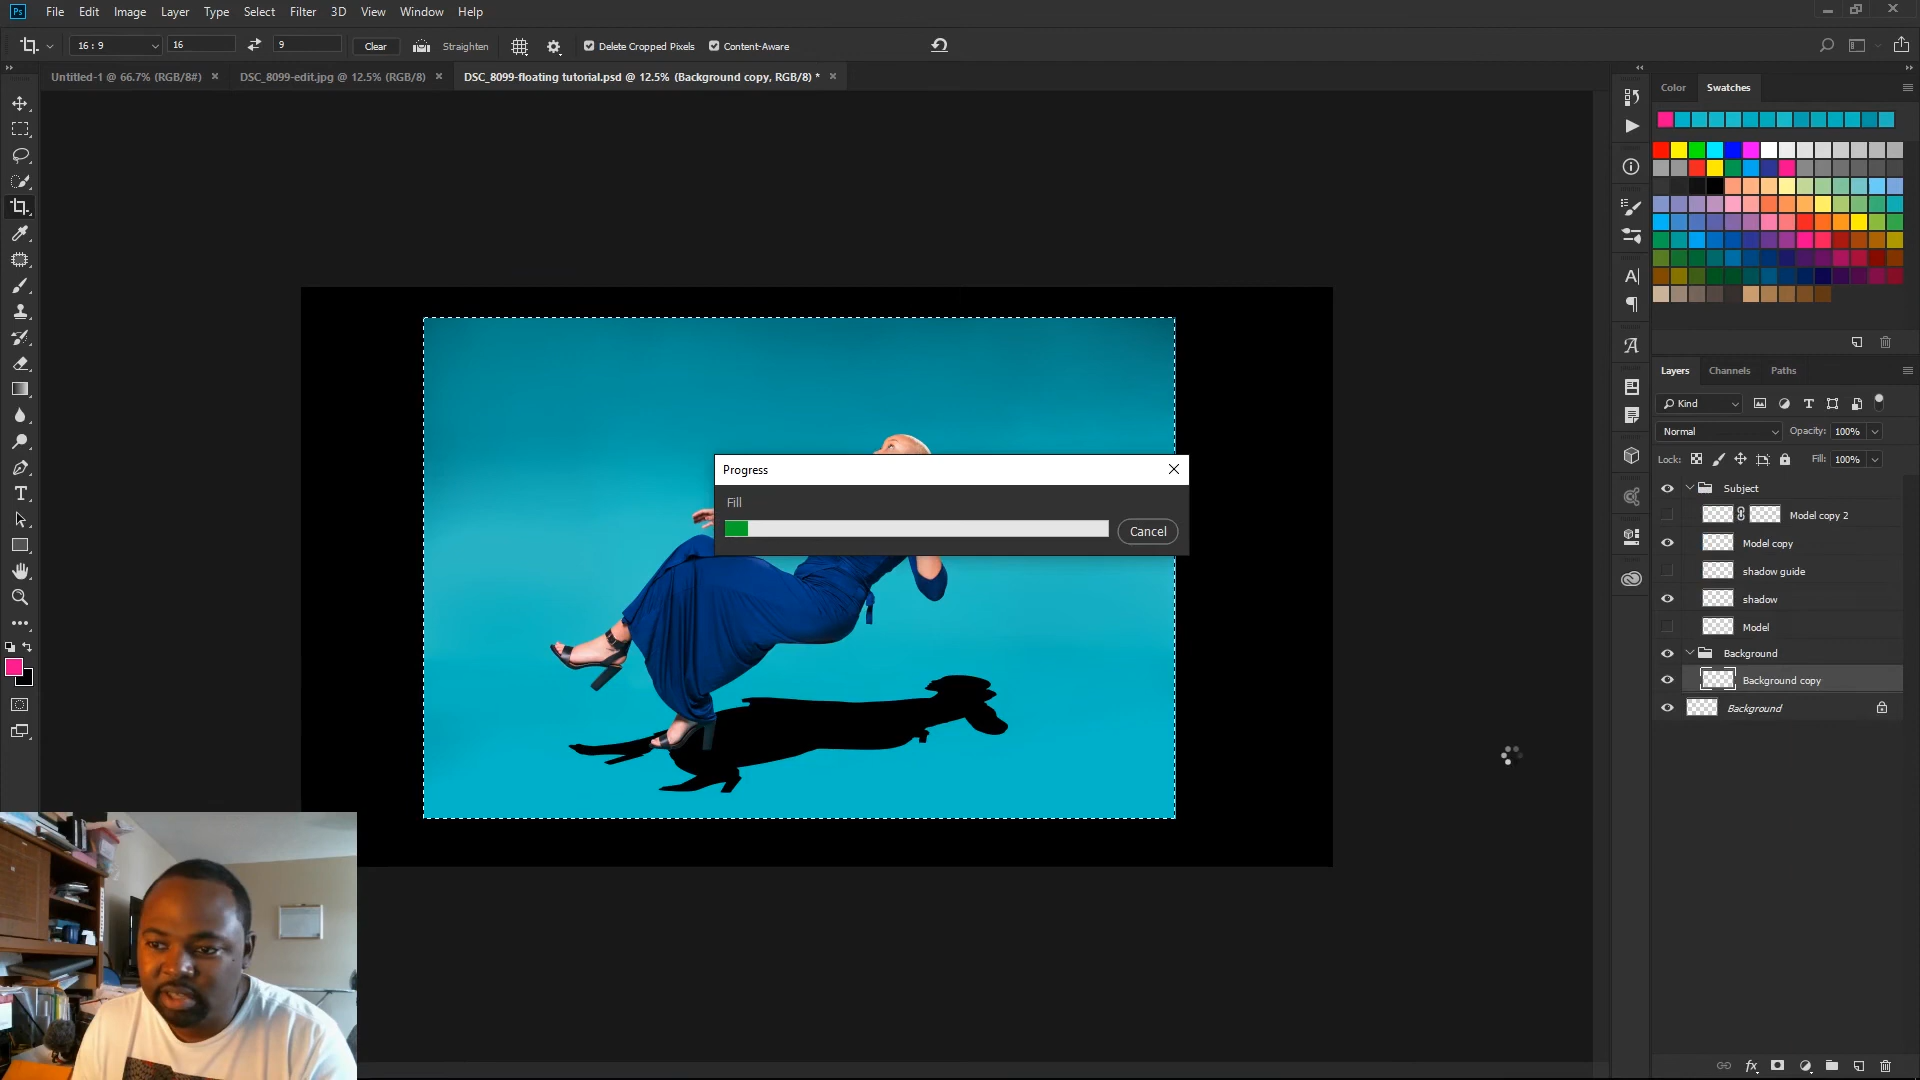 Ps File Edit Image Layer Type Select Filter 3D View Window Help
16 : 9 16 9 Clear Straighten Delete Cropped Pixels Content-Aware
Untitled-1 @ 66.7% (RGB/8#) × DSC_8099-edit.jpg @ 12.5% (RGB/8) × DSC_8099-floating tutorial.psd @ 12.5% (Background copy, RGB/8) * ×
Color Swatches
Progress
Fill
Cancel
Layers Channels Paths
Kind
Normal Opacity: 100%
Lock: Fill: 100%
Subject
Model copy 2
Model copy
shadow guide
shadow
Model
Background
Background copy
Background
fx